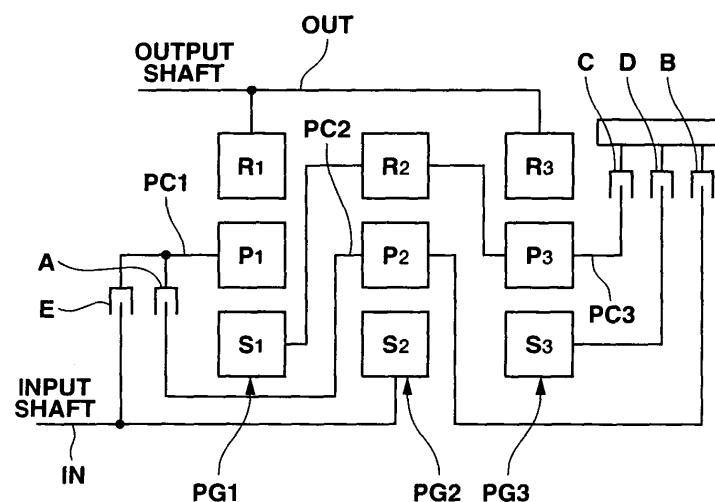 OUT
OUTPUT
SHAFT
C D B
PC2
R1 R2 R3
PC1
P1 P2 P3
A
E
PC3
S1 S2 S3
INPUT
SHAFT
IN
PG1 PG2 PG3